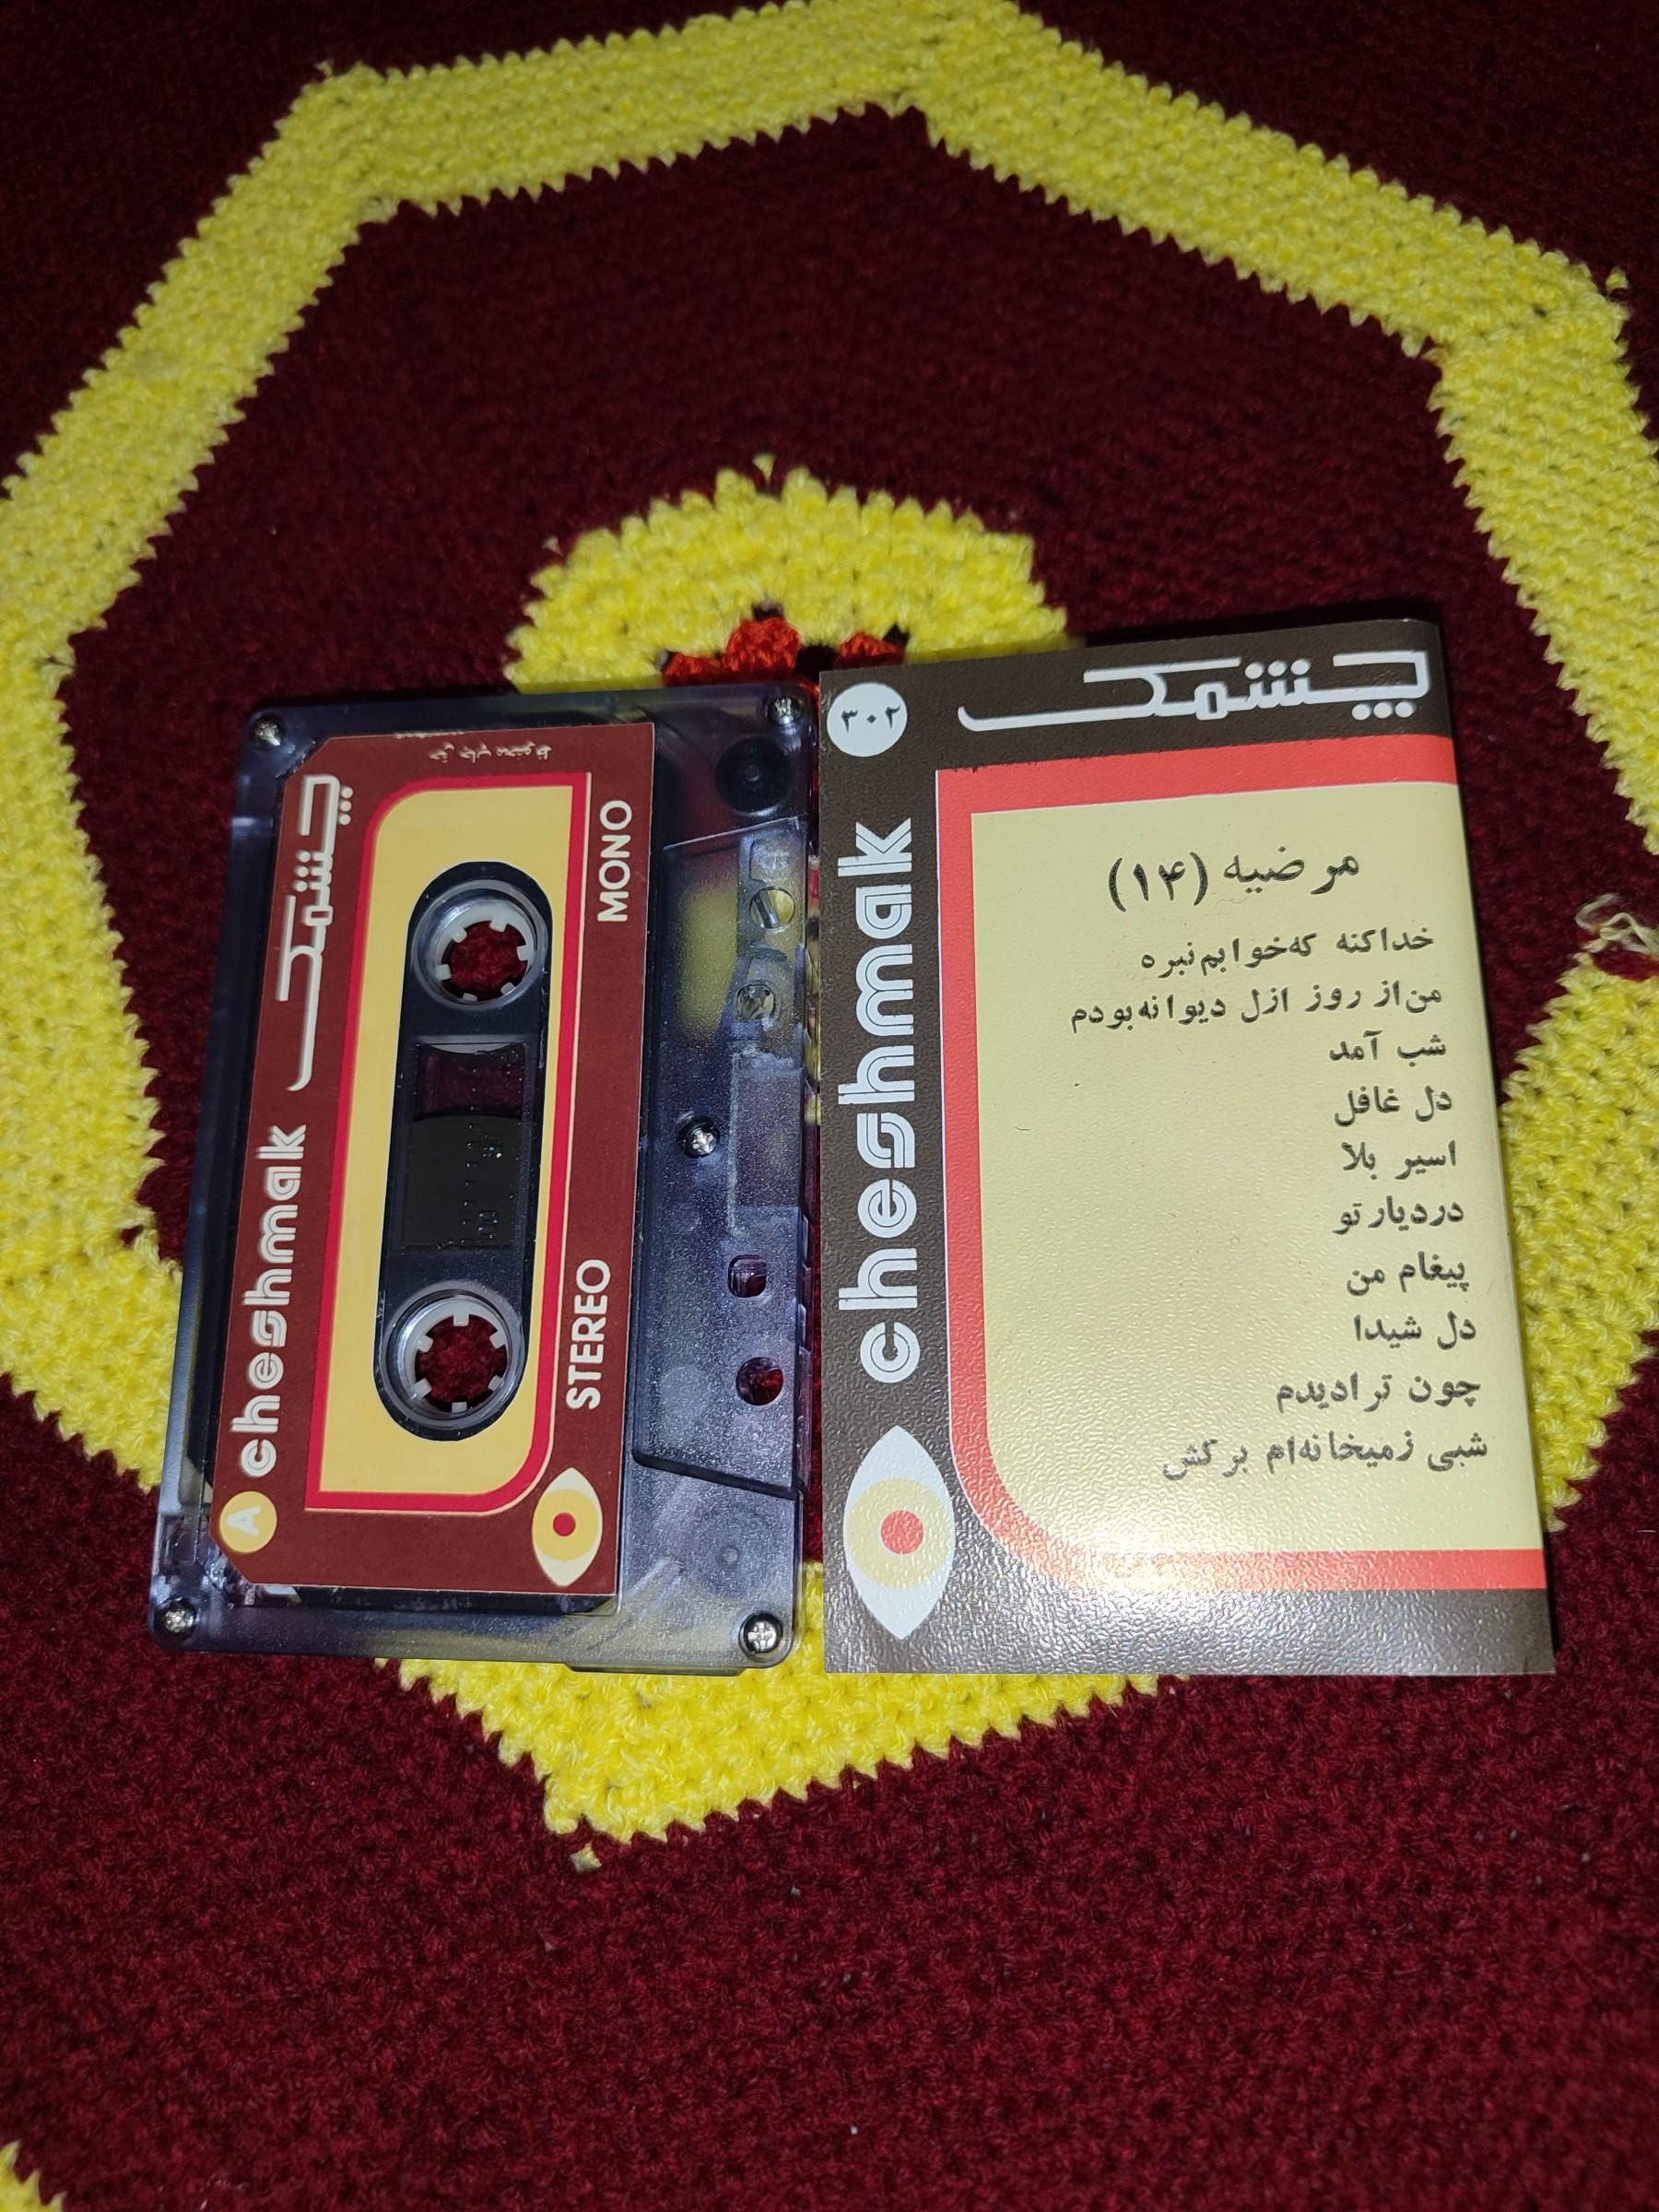 چشمک
cheshmak
A
MONO
STEREO
چشمک
۳۰۲
cheshmak
مرضیه (۱۴)
خداکنه که‌خوابم‌نبره
من‌از روز ازل دیوانه‌بودم
شب آمد
دل غافل
اسیر بلا
دردیارتو
پیغام من
دل شیدا
چون ترادیدم
شبی زمیخانه‌ام برکش